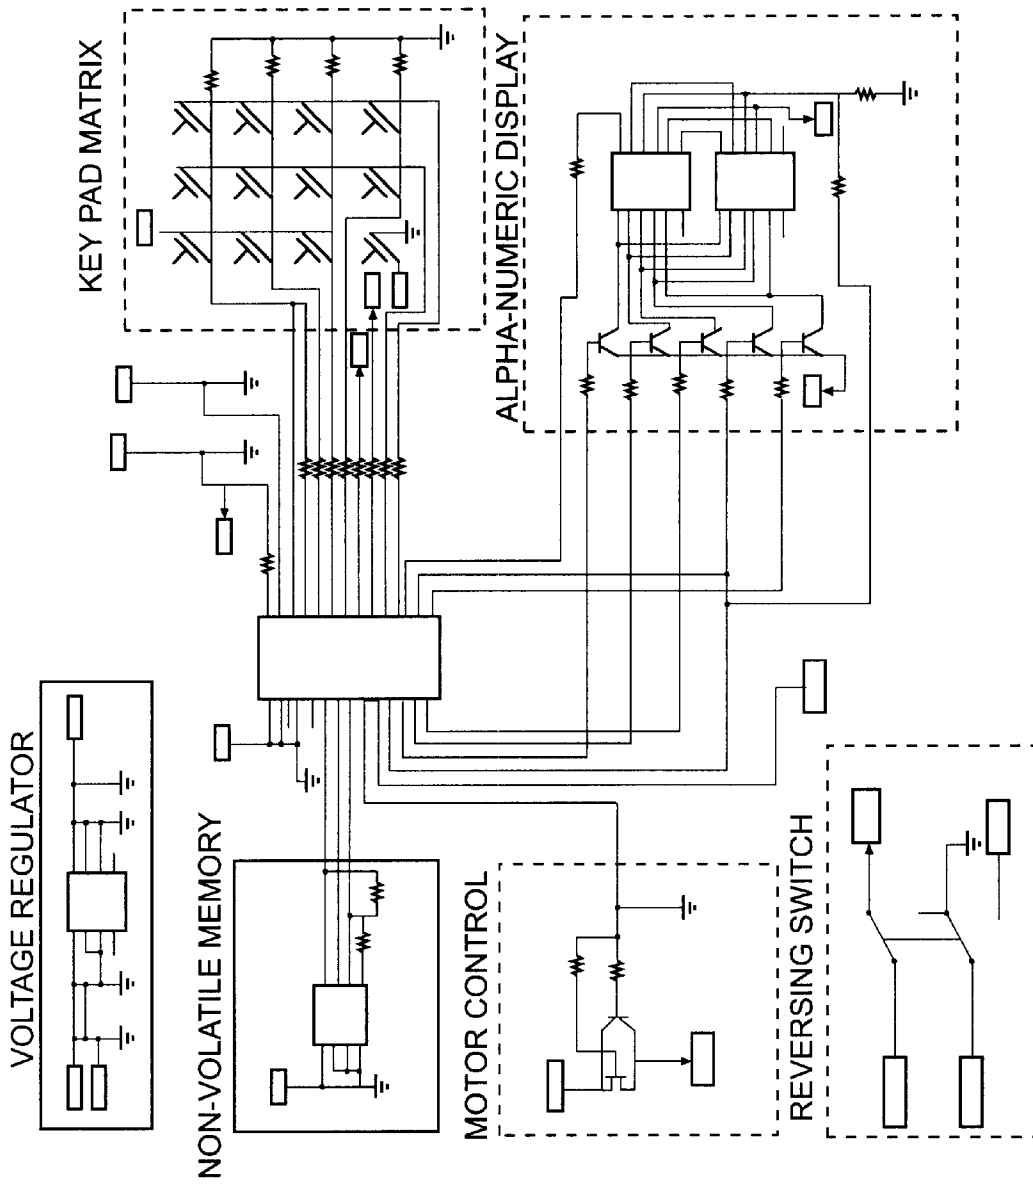 VOLTAGE REGULATOR
NON-VOLATILE MEMORY
MOTOR CONTROL
REVERSING SWITCH
KEY PAD MATRIX
ALPHA-NUMERIC DISPLAY